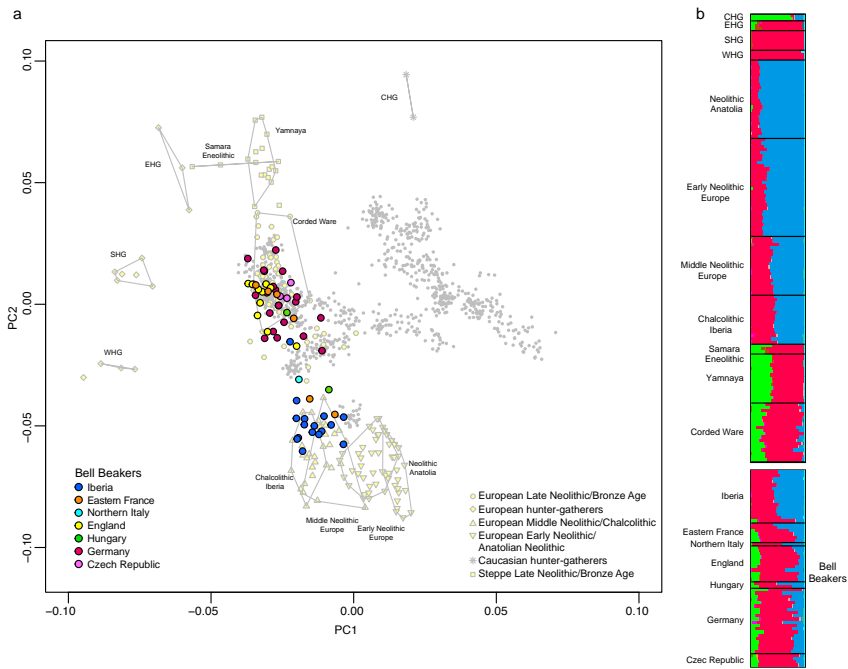 a
0.10
0.05
0.00
−0.05
−0.10
PC2
−0.10
−0.05
0.00
0.05
0.10
PC1
CHG
Yamnaya
Samara
Eneolithic
EHG
Corded Ware
SHG
WHG
Chalcolithic
Iberia
Middle Neolithic
Europe
Early Neolithic
Europe
Neolithic
Anatolia
Bell Beakers
Iberia
Eastern France
Northern Italy
England
Hungary
Germany
Czech Republic
European Late Neolithic/Bronze Age
European hunter-gatherers
European Middle Neolithic/Chalcolithic
European Early Neolithic/
Anatolian Neolithic
Caucasian hunter-gatherers
Steppe Late Neolithic/Bronze Age
b
CHG
EHG
SHG
WHG
Neolithic
Anatolia
Early Neolithic
Europe
Middle Neolithic
Europe
Chalcolithic
Iberia
Samara
Eneolithic
Yamnaya
Corded Ware
Iberia
Eastern France
Northern Italy
England
Hungary
Germany
Czec Republic
Bell
Beakers